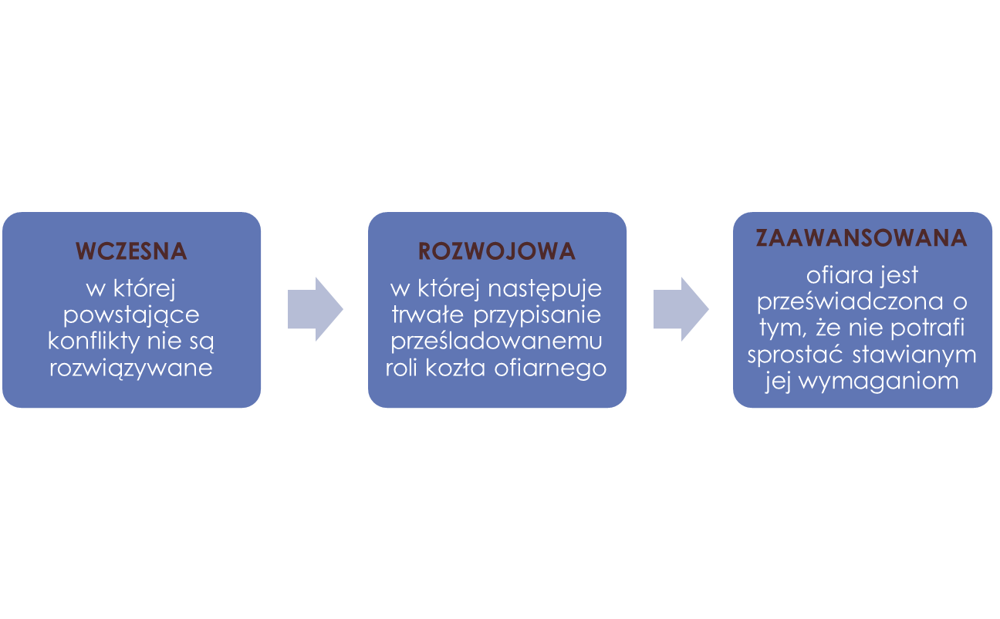 WCZESNA
w której
powstające
konflikty nie są
rozwiązywane
ROZWOJOWA
w której następuje
trwałe przypisanie
prześladowanemu
roli kozła ofiarnego
ZAAWANSOWANA
ofiara jest
przeświadczona o
tym, że nie potrafi
sprostać stawianym
jej wymaganiom